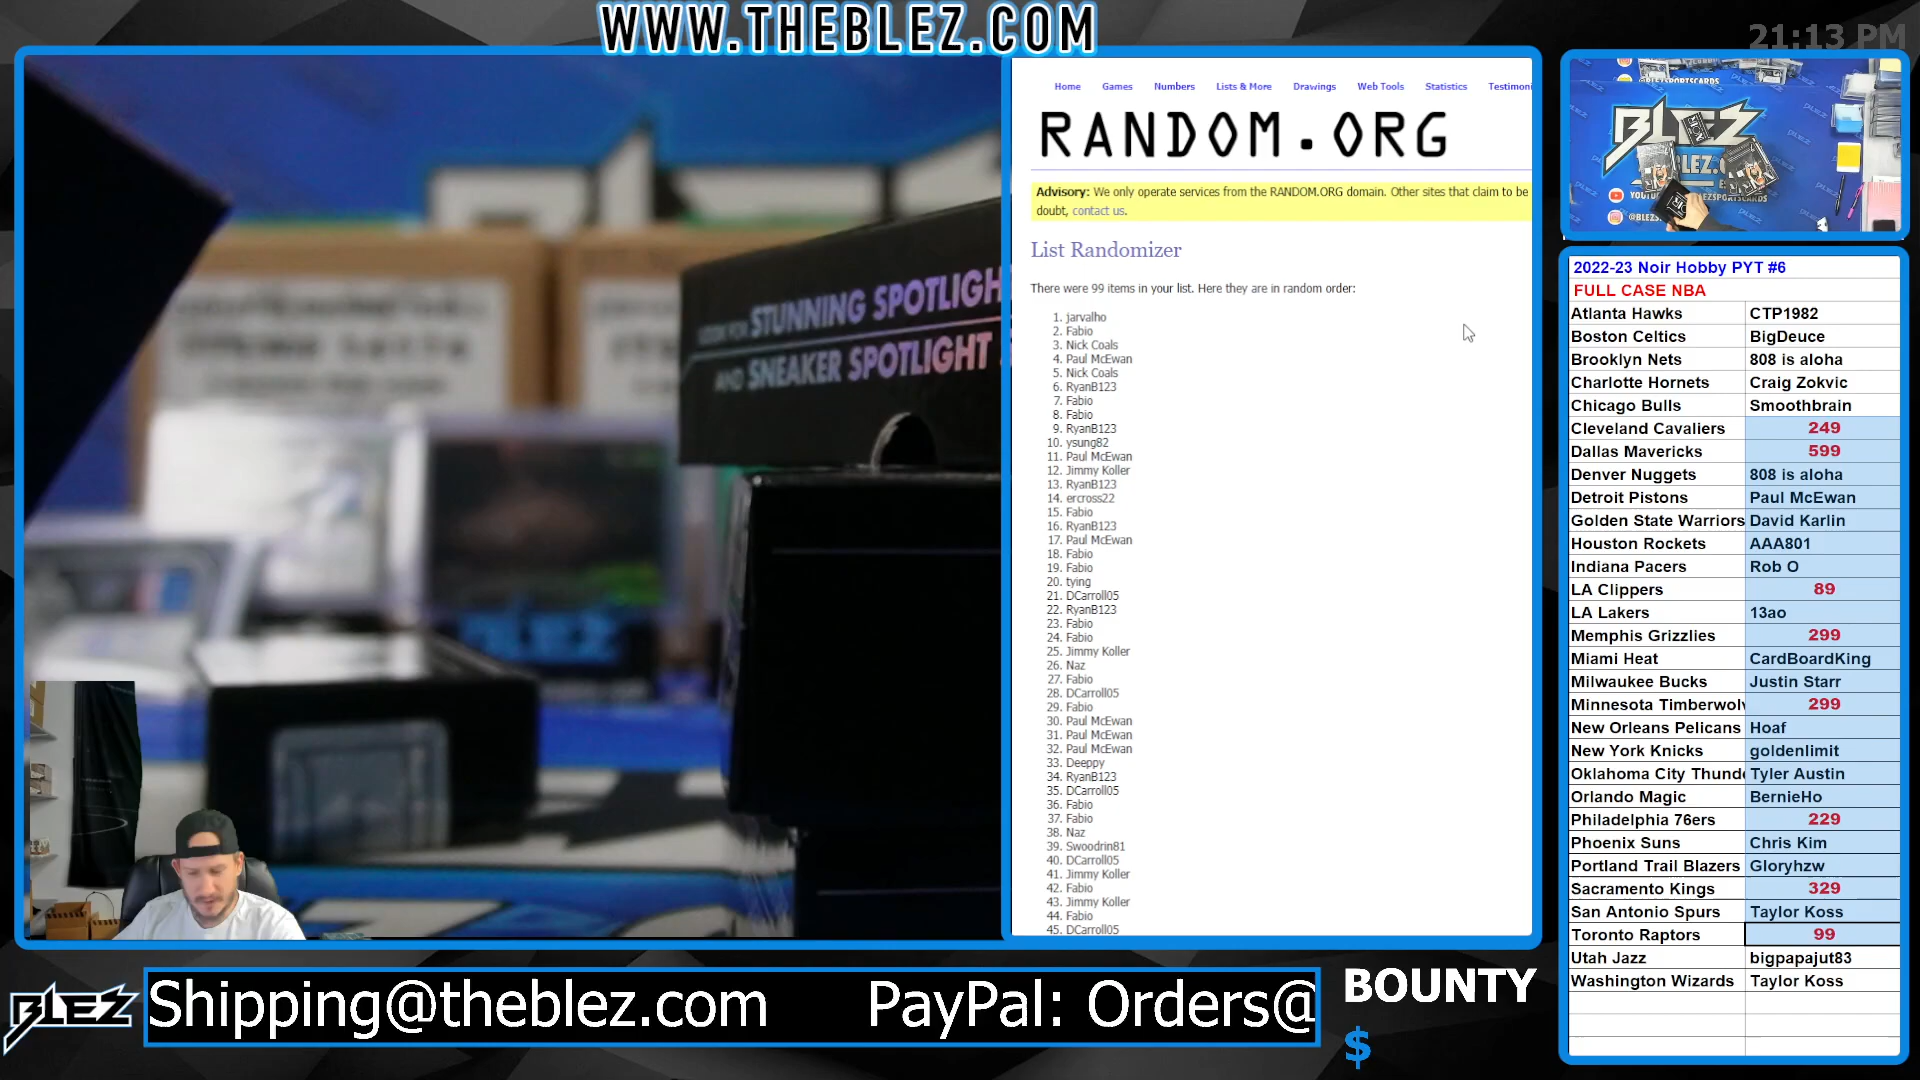 WWW.THEBLEZ.COM
21:13 PM
STUNNING SPOTLIGH
AND SNEAKER SPOTLIGHT
Home Games Numbers Lists & More Drawings Web Tools Statistics Testimoni
RANDOM.ORG
Advisory: We only operate services from the RANDOM.ORG domain. Other sites that claim to be
doubt, contact us.
List Randomizer
There were 99 items in your list. Here they are in random order:
1. jarvalho
2. Fabio
3. Nick Coals
4. Paul McEwan
5. Nick Coals
6. RyanB123
7. Fabio
8. Fabio
9. RyanB123
10. ysung82
11. Paul McEwan
12. Jimmy Koller
13. RyanB123
14. ercross22
15. Fabio
16. RyanB123
17. Paul McEwan
18. Fabio
19. Fabio
20. tying
21. DCarroll05
22. RyanB123
23. Fabio
24. Fabio
25. Jimmy Koller
26. Naz
27. Fabio
28. DCarroll05
29. Fabio
30. Paul McEwan
31. Paul McEwan
32. Paul McEwan
33. Deeppy
34. RyanB123
35. DCarroll05
36. Fabio
37. Fabio
38. Naz
39. Swoodrin81
40. DCarroll05
41. Jimmy Koller
42. Fabio
43. Jimmy Koller
44. Fabio
45. DCarroll05
BLEZ
2022-23 Noir Hobby PYT #6
FULL CASE NBA
Atlanta Hawks CTP1982
Boston Celtics BigDeuce
Brooklyn Nets 808 is aloha
Charlotte Hornets Craig Zokvic
Chicago Bulls Smoothbrain
Cleveland Cavaliers 249
Dallas Mavericks 599
Denver Nuggets 808 is aloha
Detroit Pistons Paul McEwan
Golden State Warriors David Karlin
Houston Rockets AAA801
Indiana Pacers Rob O
LA Clippers 89
LA Lakers 13ao
Memphis Grizzlies 299
Miami Heat CardBoardKing
Milwaukee Bucks Justin Starr
Minnesota Timberwolv 299
New Orleans Pelicans Hoaf
New York Knicks goldenlimit
Oklahoma City Thunde Tyler Austin
Orlando Magic BernieHo
Philadelphia 76ers 229
Phoenix Suns Chris Kim
Portland Trail Blazers Gloryhzw
Sacramento Kings 329
San Antonio Spurs Taylor Koss
Toronto Raptors 99
Utah Jazz bigpapajut83
Washington Wizards Taylor Koss
BLEZ
Shipping@theblez.com PayPal: Orders@
BOUNTY
$